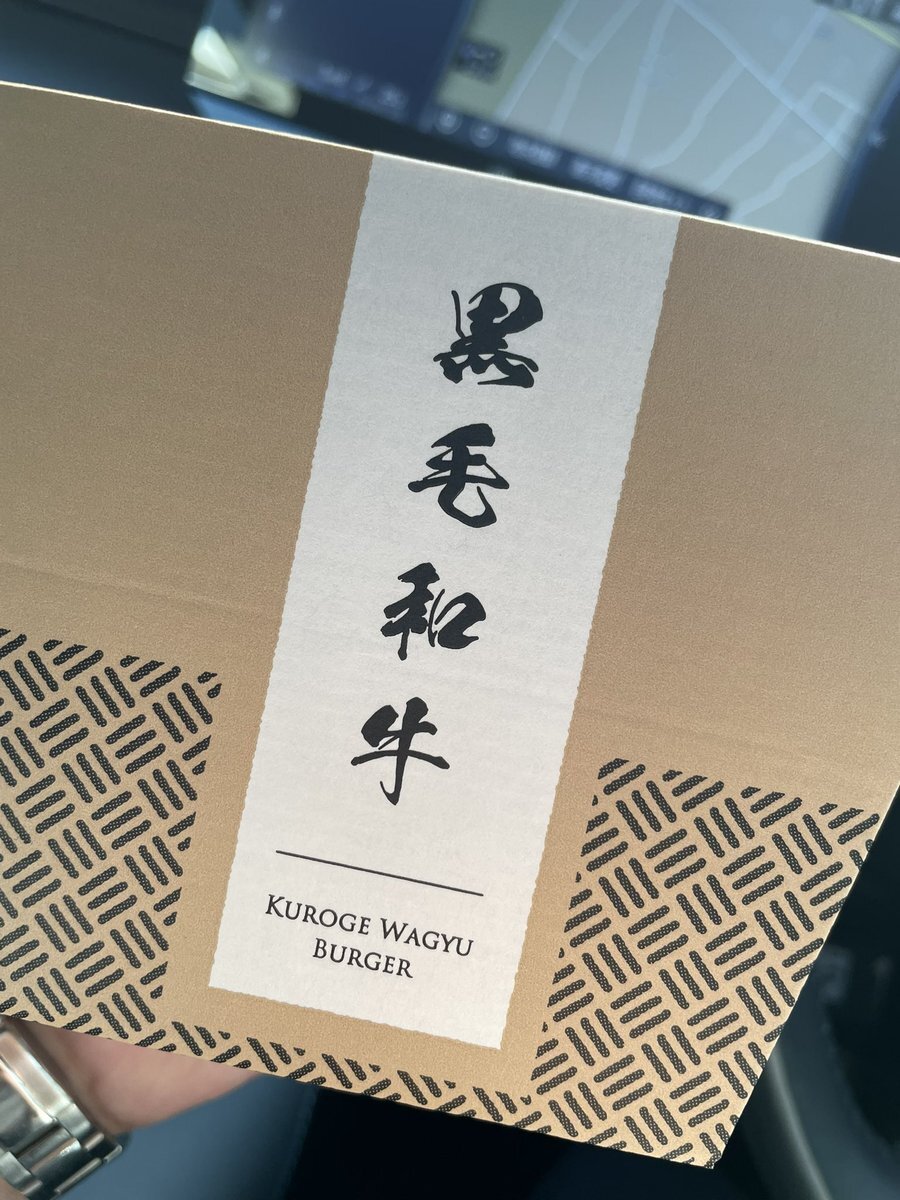 黒毛和牛
KUROGE WAGYU
BURGER